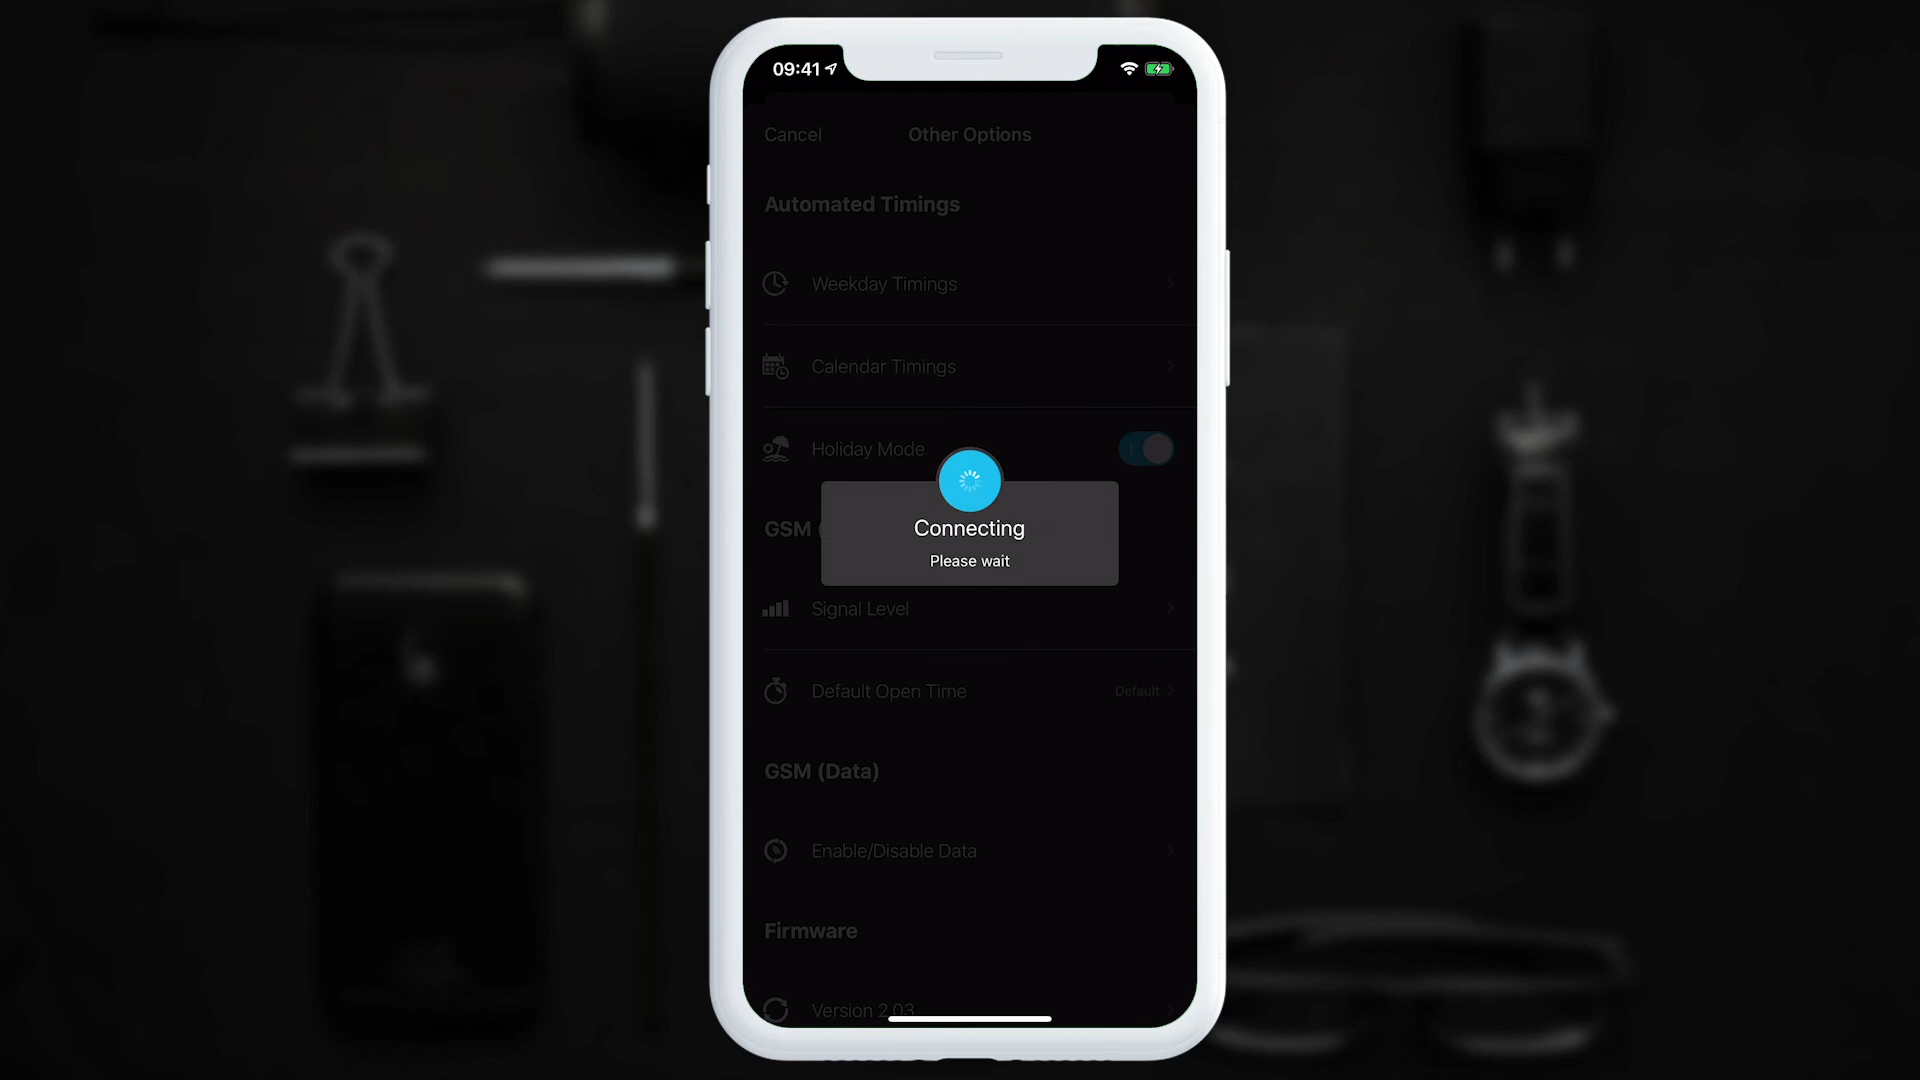 09:41
Cancel
Other Options
Automated Timings
Weekday Timings
Calendar Timings
Holiday Mode
GSM (
Connecting
Please wait
Signal Level
Default Open Time
Default
GSM (Data)
Enable/Disable Data
Firmware
Version 2.03